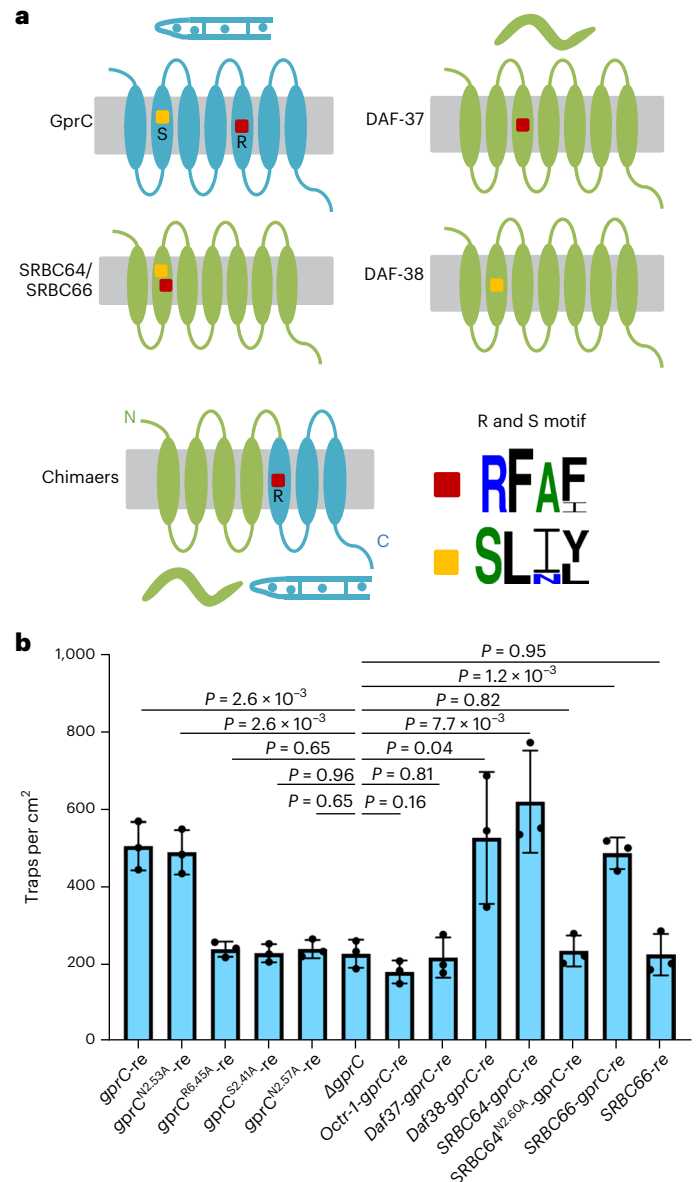 a
GprC
S
R
DAF-37
SRBC64/
SRBC66
DAF-38
N
Chimaers
R
C
R and S motif
RFAF
I
SLIY
NL
b
Traps per cm²
1,000
800
600
400
200
0
P = 0.95
P = 1.2 × 10⁻³
P = 2.6 × 10⁻³
P = 0.82
P = 2.6 × 10⁻³
P = 7.7 × 10⁻³
P = 0.65
P = 0.04
P = 0.96
P = 0.81
P = 0.65
P = 0.16
gprC-re
gprC^N2.53A-re
gprC^R6.45A-re
gprC^S2.41A-re
gprC^N2.57A-re
ΔgprC
Octr-1-gprC-re
Daf37-gprC-re
Daf38-gprC-re
SRBC64-gprC-re
SRBC64^N2.60A-gprC-re
SRBC66-gprC-re
SRBC66-re